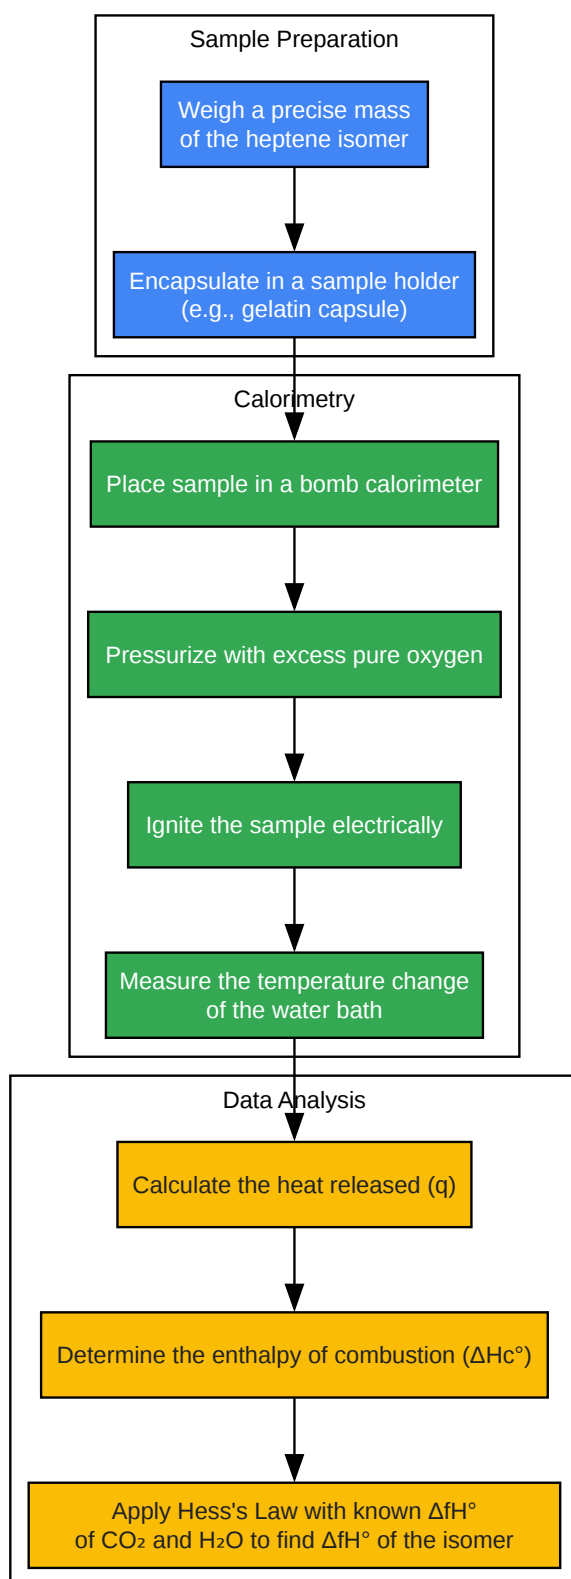 Sample Preparation
Weigh a precise mass
of the heptene isomer
Encapsulate in a sample holder
(e.g., gelatin capsule)
Calorimetry
Place sample in a bomb calorimeter
Pressurize with excess pure oxygen
Ignite the sample electrically
Measure the temperature change
of the water bath
Data Analysis
Calculate the heat released (q)
Determine the enthalpy of combustion (ΔHc°)
Apply Hess's Law with known ΔfH°
of CO₂ and H₂O to find ΔfH° of the isomer